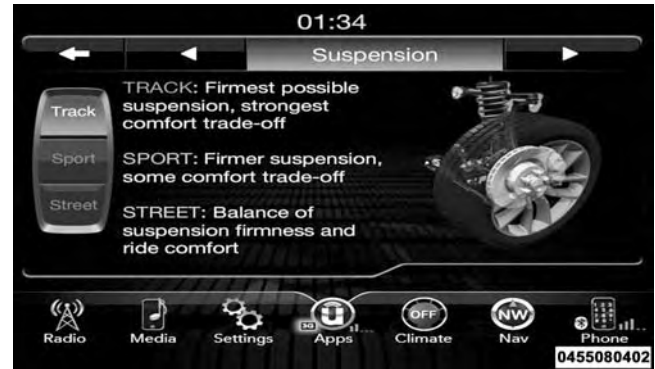 01:34
Suspension
Track
Sport
Street
TRACK: Firmest possible
suspension, strongest
comfort trade-off
SPORT: Firmer suspension,
some comfort trade-off
STREET: Balance of
suspension firmness and
ride comfort
Radio
Media
Settings
3G
Apps
OFF
Climate
NW
Nav
Phone
0455080402